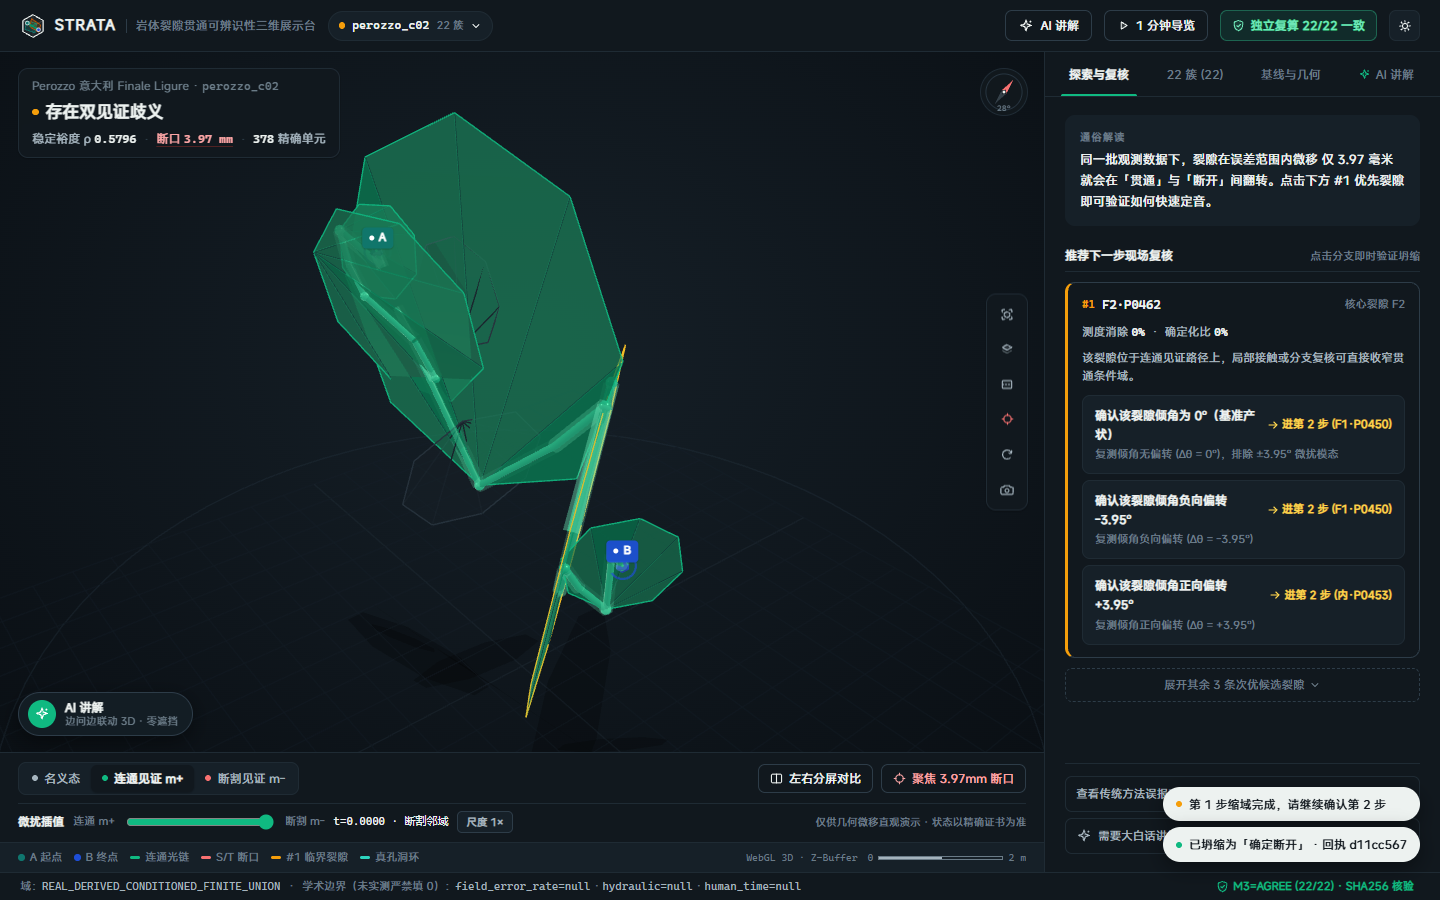 STRATA
岩体裂隙贯通可辨识性三维展示台
perozzo_c02 22 族
AI 讲解
1 分钟导览
独立复算 22/22 一致
Perozzo 意大利 Finale Ligure · perozzo_c02
存在双见证歧义
稳定裕度 ρ 0.5796 · 断口 3.97 mm · 378 精确单元
28°
A
B
AI 讲解
边问边联动 3D · 零遮挡
探索与复核
22 族 (22)
基线与几何
AI 讲解
通俗解读
同一批观测数据下，裂隙在误差范围内微移 仅 3.97 毫米
就会在「贯通」与「断开」间翻转。点击下方 #1 优先裂隙
即可验证如何快速定音。
推荐下一步现场复核
点击分支即时验证坍缩
#1 F2·P0462
核心裂隙 F2
测度消除 0% · 确定化比 0%
该裂隙位于连通见证路径上，局部接触或分支复核可直接收窄贯
通条件域。
确认该裂隙倾角为 0°（基准产
状）
→ 进第 2 步 (F1·P0450)
复测倾角无偏转 (Δθ = 0°)，排除 ±3.95° 微扰模态
确认该裂隙倾角负向偏转
-3.95°
→ 进第 2 步 (F1·P0450)
复测倾角负向偏转 (Δθ = -3.95°)
确认该裂隙倾角正向偏转
+3.95°
→ 进第 2 步 (内·P0453)
复测倾角正向偏转 (Δθ = +3.95°)
展开其余 3 条次优候选裂隙
查看传统方法误报
第 1 步缩域完成，请继续确认第 2 步
需要大白话讲
已坍缩为「确定断开」 · 回执 d11cc567
名义态
连通见证 m+
断割见证 m−
左右分屏对比
聚焦 3.97mm 断口
微扰插值 连通 m+
断割 m− t=0.0000 · 断割邻域
尺度 1×
仅供几何微移直观演示 · 状态以精确证书为准
A 起点
B 终点
连通光链
S/T 断口
#1 临界裂隙
真孔洞环
WebGL 3D · Z-Buffer 0 2 m
域: REAL_DERIVED_CONDITIONED_FINITE_UNION · 学术边界 (未实测严禁填 0) : field_error_rate=null · hydraulic=null · human_time=null
M3=AGREE (22/22) · SHA256 核验